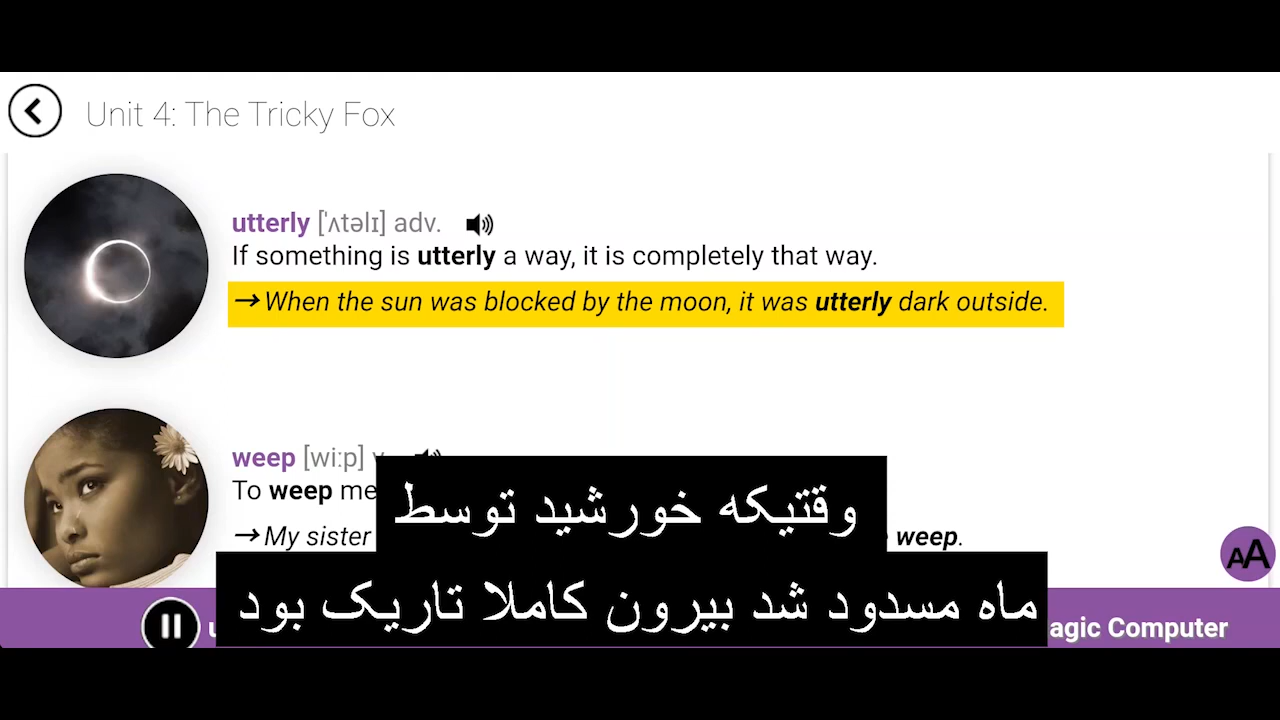 Unit 4: The Tricky Fox
utterly [ˈʌtəlɪ] adv.
If something is utterly a way, it is completely that way.
→ When the sun was blocked by the moon, it was utterly dark outside.
weep [wi:p]
To weep
→ My sister weep.
وقتیکه خورشید توسط
ماه مسدود شد بیرون کاملا تاریک بود
agic Computer
AA